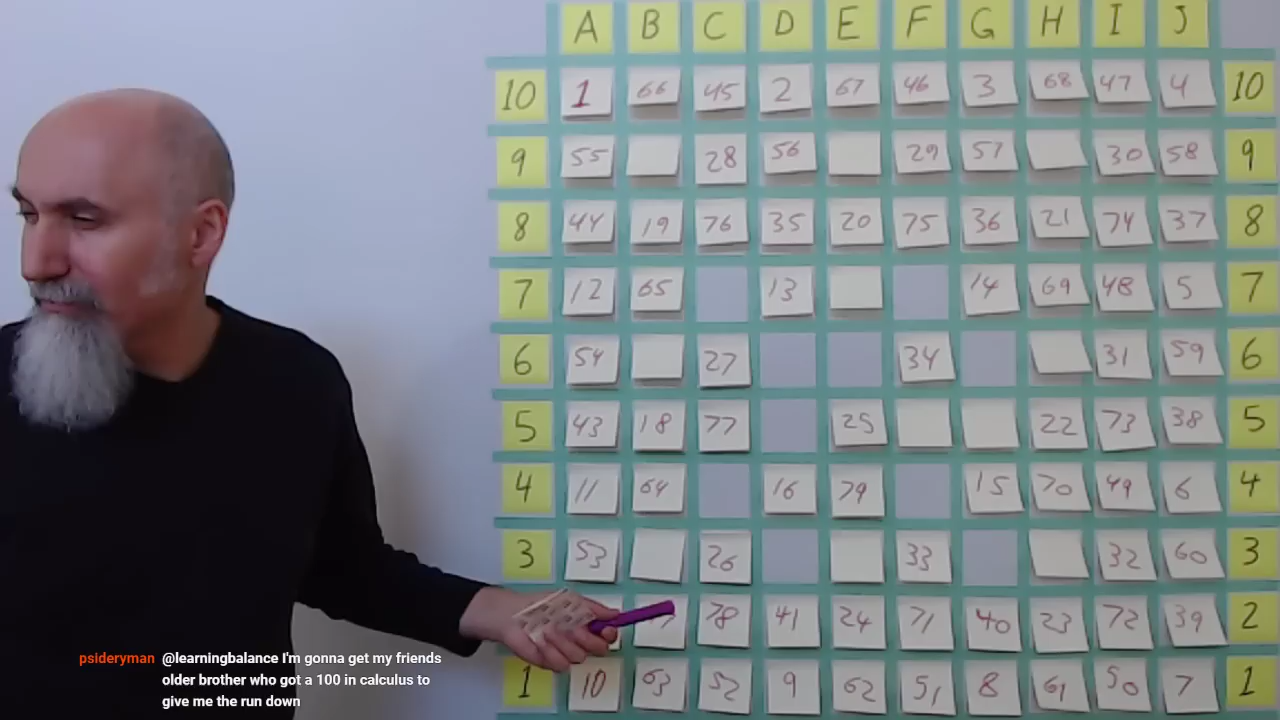 A B C D E F G H I J
10 1 66 45 2 67 46 3 68 47 4 10
9 55 28 56 29 57 30 58 9
8 44 19 76 35 20 75 36 21 74 37 8
7 12 65 13 14 69 48 5 7
6 54 27 34 31 59 6
5 43 18 77 25 22 73 38 5
4 11 64 16 79 15 70 49 6 4
3 53 26 33 32 60 3
78 41 24 71 40 23 72 39 2
1 10 63 52 9 62 51 8 61 50 7 1
psideryman @learningbalance I'm gonna get my friends
older brother who got a 100 in calculus to
give me the run down